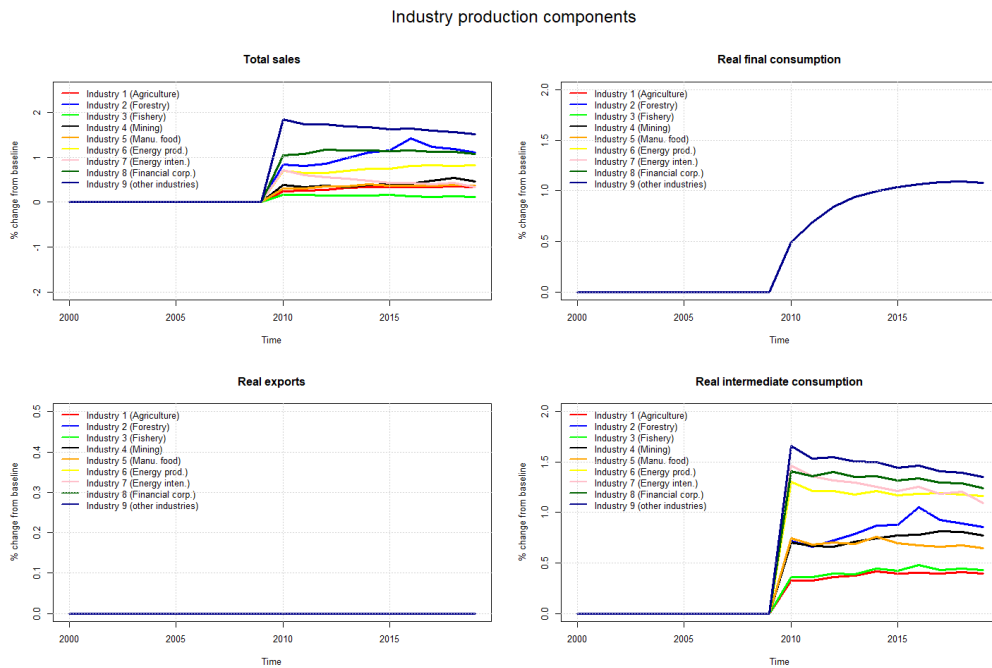 Industry production components
Total sales
Industry 1 (Agriculture)
Industry 2 (Forestry)
Industry 3 (Fishery)
Industry 4 (Mining)
Industry 5 (Manu. food)
Industry 6 (Energy prod.)
Industry 7 (Energy inten.)
Industry 8 (Financial corp.)
Industry 9 (other industries)
% change from baseline
2
1
0
-1
-2
2000
2005
2010
2015
Time
Real final consumption
Industry 1 (Agriculture)
Industry 2 (Forestry)
Industry 3 (Fishery)
Industry 4 (Mining)
Industry 5 (Manu. food)
Industry 6 (Energy prod.)
Industry 7 (Energy inten.)
Industry 8 (Financial corp.)
Industry 9 (other industries)
% change from baseline
2.0
1.5
1.0
0.5
0.0
2000
2005
2010
2015
Time
Real exports
Industry 1 (Agriculture)
Industry 2 (Forestry)
Industry 3 (Fishery)
Industry 4 (Mining)
Industry 5 (Manu. food)
Industry 6 (Energy prod.)
Industry 7 (Energy inten.)
Industry 8 (Financial corp.)
Industry 9 (other industries)
% change from baseline
0.5
0.4
0.3
0.2
0.1
0.0
2000
2005
2010
2015
Time
Real intermediate consumption
Industry 1 (Agriculture)
Industry 2 (Forestry)
Industry 3 (Fishery)
Industry 4 (Mining)
Industry 5 (Manu. food)
Industry 6 (Energy prod.)
Industry 7 (Energy inten.)
Industry 8 (Financial corp.)
Industry 9 (other industries)
% change from baseline
2.0
1.5
1.0
0.5
0.0
2000
2005
2010
2015
Time